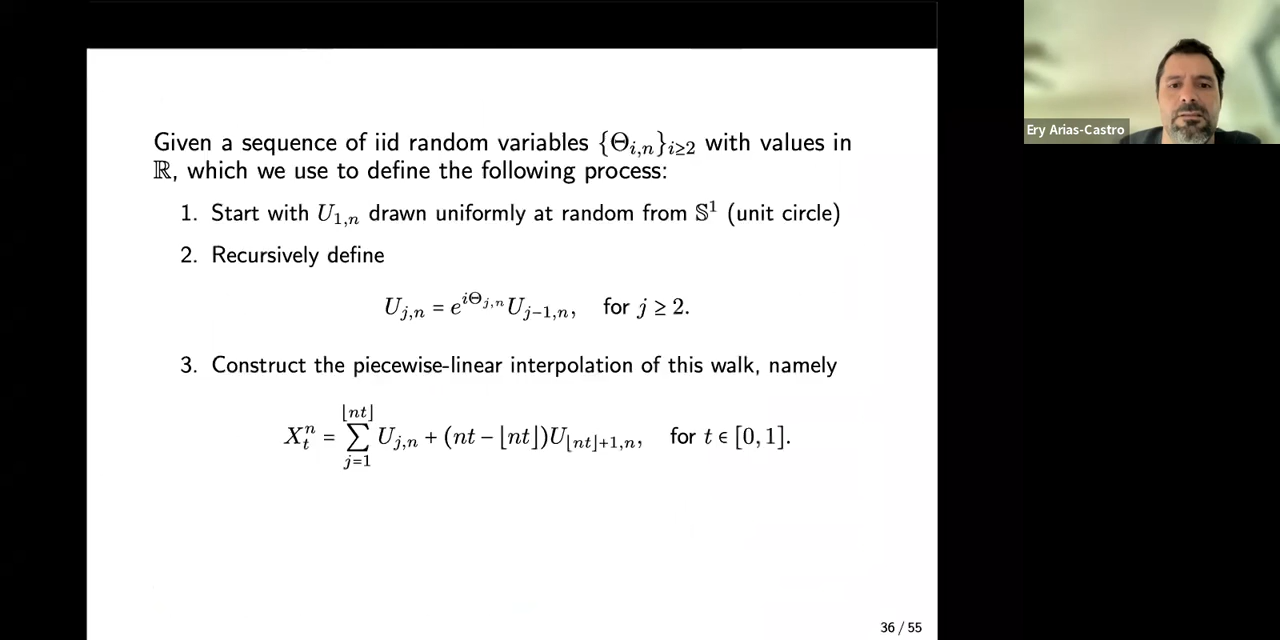 Given a sequence of iid random variables {Θ_{i,n}}_{i≥2} with values in
ℝ, which we use to define the following process:
1. Start with U_{1,n} drawn uniformly at random from 𝕊¹ (unit circle)
2. Recursively define
U_{j,n} = e^{iΘ_{j,n}} U_{j−1,n}, for j ≥ 2.
3. Construct the piecewise-linear interpolation of this walk, namely
X_t^n = ∑_{j=1}^{⌊nt⌋} U_{j,n} + (nt − ⌊nt⌋)U_{⌊nt⌋+1,n}, for t ∈ [0, 1].
36 / 55
Ery Arias-Castro